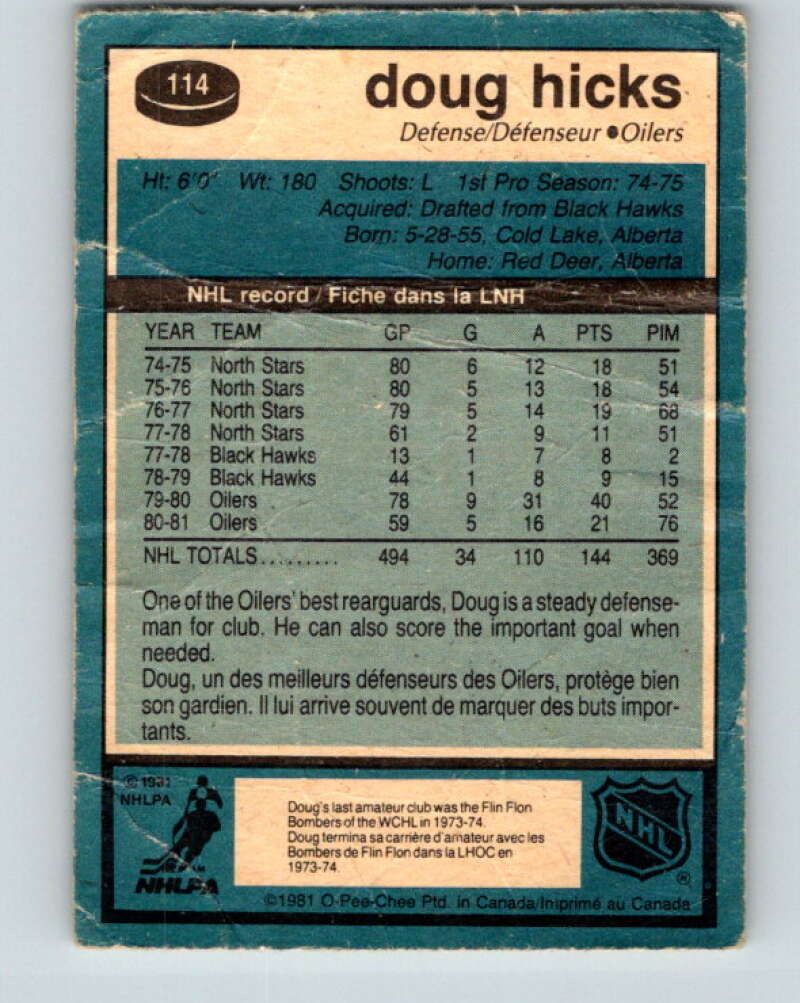 114
doug hicks
Defense/Défenseur • Oilers
Ht: 6'0" Wt: 180 Shoots: L 1st Pro Season: 74-75
Acquired: Drafted from Black Hawks
Born: 5-28-55, Cold Lake, Alberta
Home: Red Deer, Alberta
NHL record / Fiche dans la LNH
YEAR TEAM GP G A PTS PIM
74-75 North Stars 80 6 12 18 51
75-76 North Stars 80 5 13 18 54
76-77 North Stars 79 5 14 19 68
77-78 North Stars 61 2 9 11 51
77-78 Black Hawks 13 1 7 8 2
78-79 Black Hawks 44 1 8 9 15
79-80 Oilers 78 9 31 40 52
80-81 Oilers 59 5 16 21 76
NHL TOTALS......... 494 34 110 144 369
One of the Oilers' best rearguards, Doug is a steady defense-
man for club. He can also score the important goal when
needed.
Doug, un des meilleurs défenseurs des Oilers, protège bien
son gardien. Il lui arrive souvent de marquer des buts impor-
tants.
© 1981
NHLPA
NHLPA
Doug's last amateur club was the Flin Flon
Bombers of the WCHL in 1973-74.
Doug termina sa carrière d'amateur avec les
Bombers de Flin Flon dans la LHOC en
1973-74.
NHL
®
©1981 O-Pee-Chee Ptd. in Canada/Imprimé au Canada